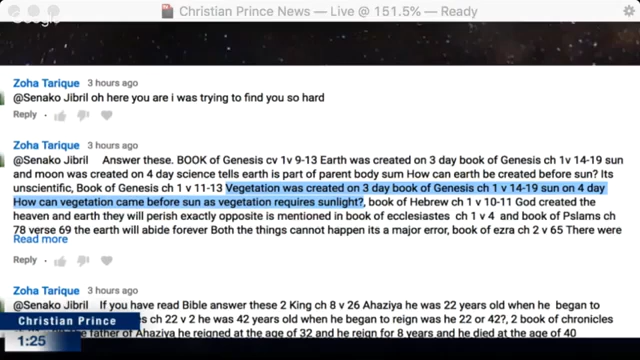 Christian Prince News — Live @ 151.5% — Ready
Google
Zoha Tarique 3 hours ago
@Senako Jibril oh here you are i was trying to find you so hard
Reply
Zoha Tarique 3 hours ago
@Senako Jibril Answer these. BOOK of Genesis cv 1v 9-13 Earth was created on 3 day book of Genesis ch 1v 14-19 sun
and moon was created on 4 day science tells earth is part of parent body sum How can earth be created before sun? Its
unscientific, Book of Genesis ch 1 v 11-13 Vegetation was created on 3 day book of Genesis ch 1 v 14-19 sun on 4 day
How can vegetation came before sun as vegetation requires sunlight?, book of Hebrew ch 1 v 10-11 God created the
heaven and earth they will perish exactly opposite is mentioned in book of ecclesiastes ch 1 v 4 and book of Pslams ch
78 verse 69 the earth will abide forever Both the things cannot happen its a major error, book of ezra ch 2 v 65 There were
Read more
Reply
Zoha Tarique 3 hours ago
@Senako Jibril If you have read Bible answer these 2 King ch 8 v 26 Ahaziya he was 22 years old when he began to
es ch 22 v 2 he was 42 years old when he began to reign was he 22 or 42?, 2 book of chronicles
Christian Prince
the father of Ahaziya he reigned at the age of 32 and he reign for 8 years and he died at the age of 40
1:25